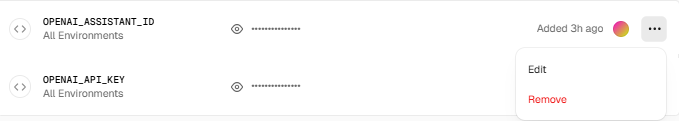 OPENAI_ASSISTANT_ID
All Environments
•••••••••••••••
Added 3h ago
OPENAI_API_KEY
All Environments
•••••••••••••••
Edit
Remove